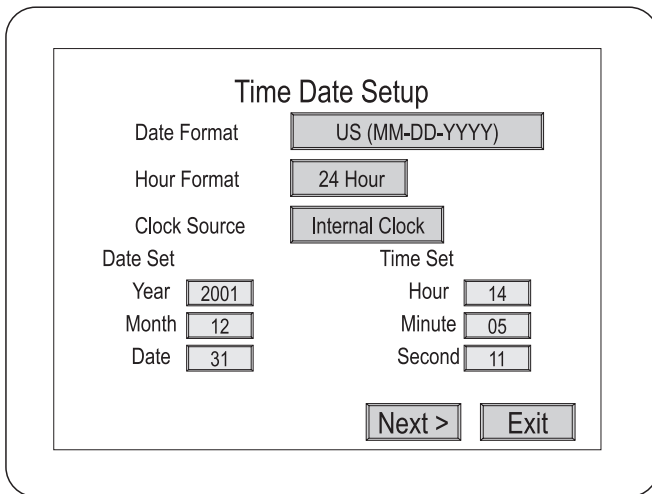 Time Date Setup
Date Format US (MM-DD-YYYY)
Hour Format 24 Hour
Clock Source Internal Clock
Date Set Time Set
Year 2001 Hour 14
Month 12 Minute 05
Date 31 Second 11
Next > Exit